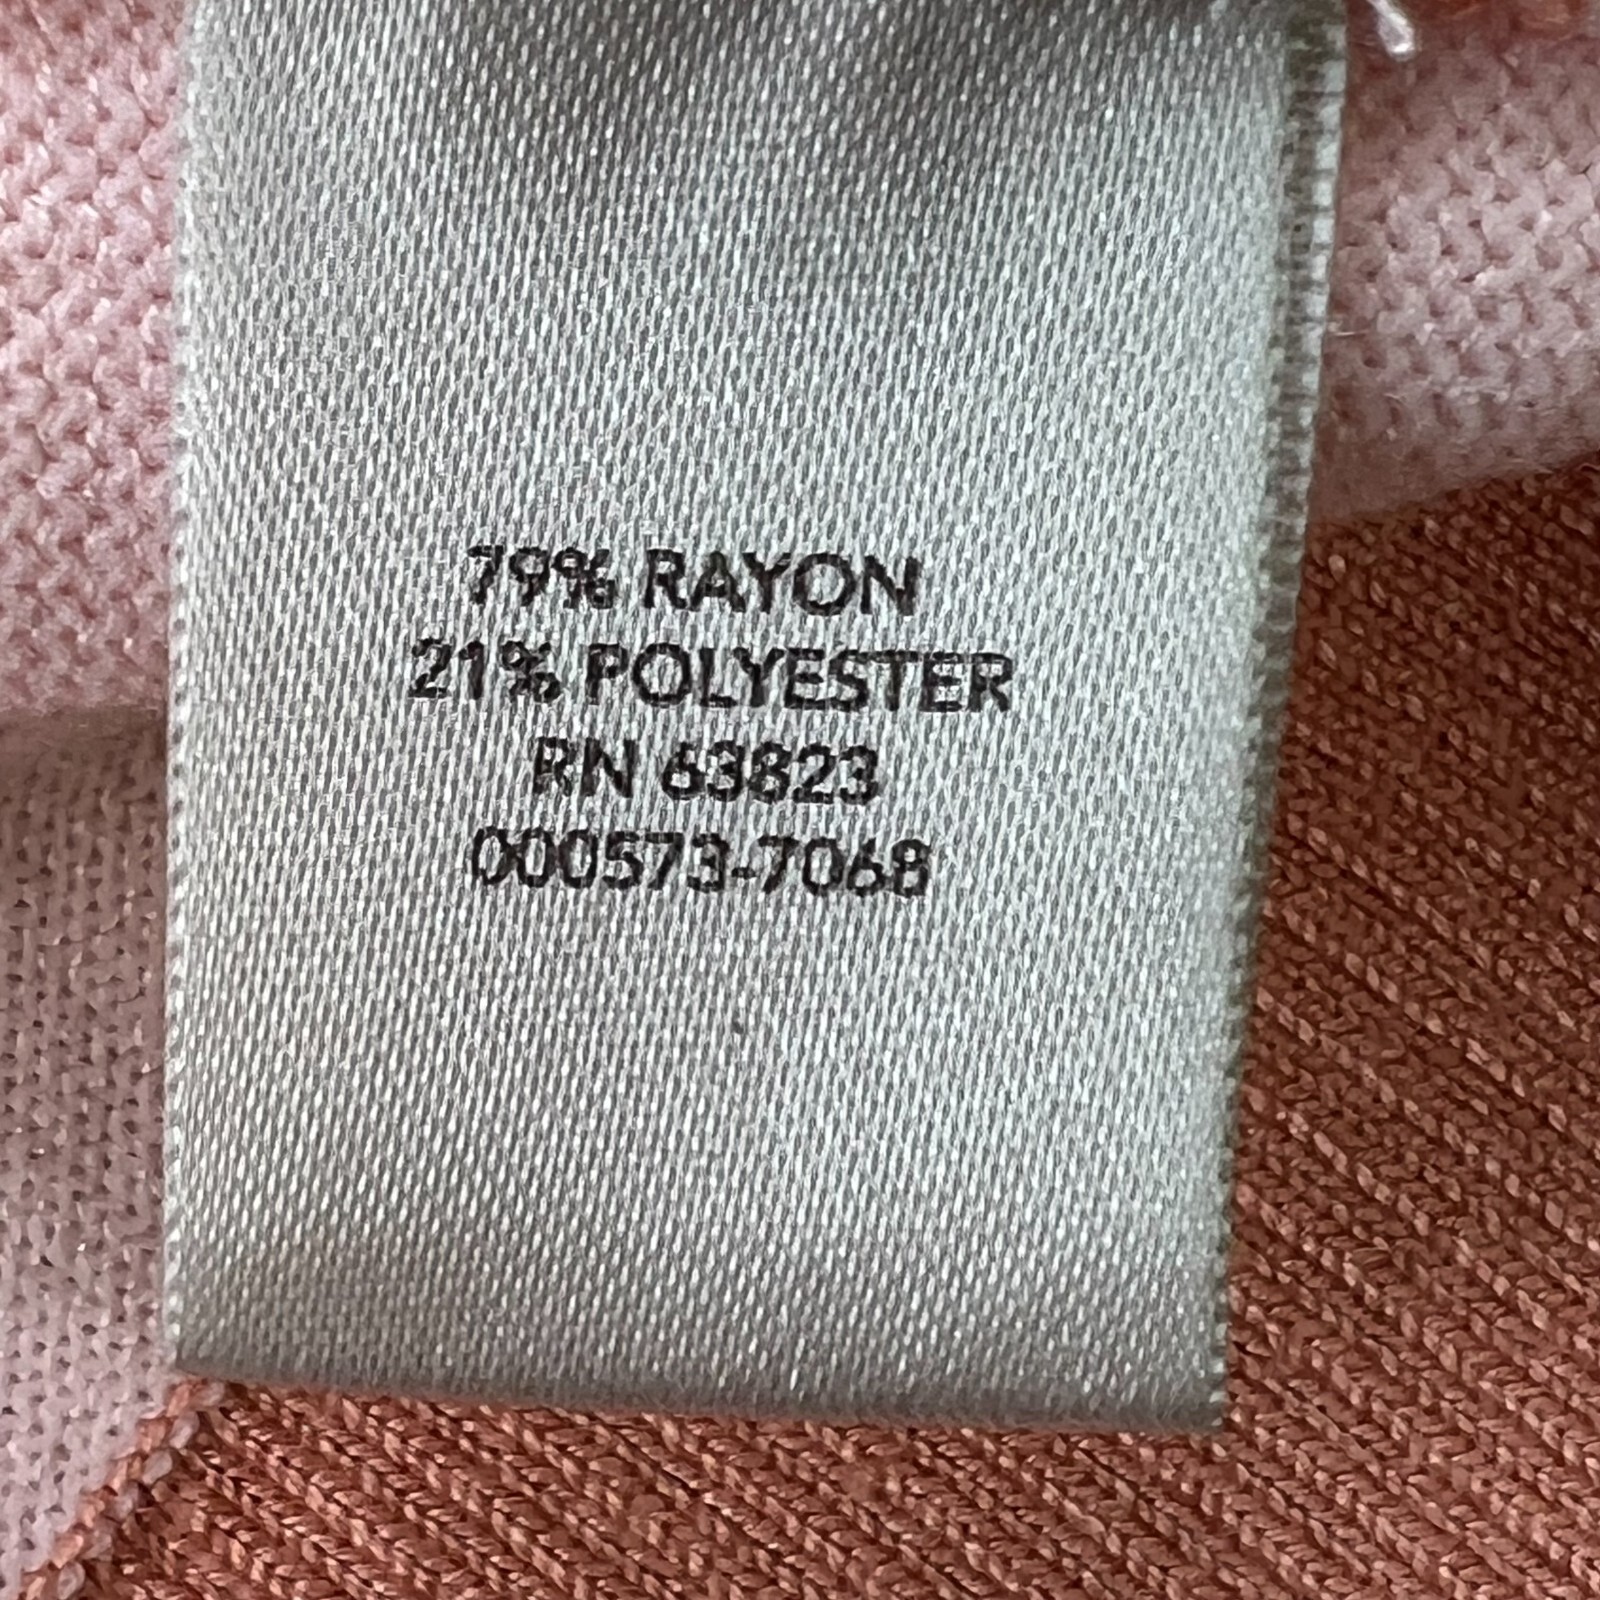 79% RAYON
21% POLYESTER
RN 63823
000573-7068